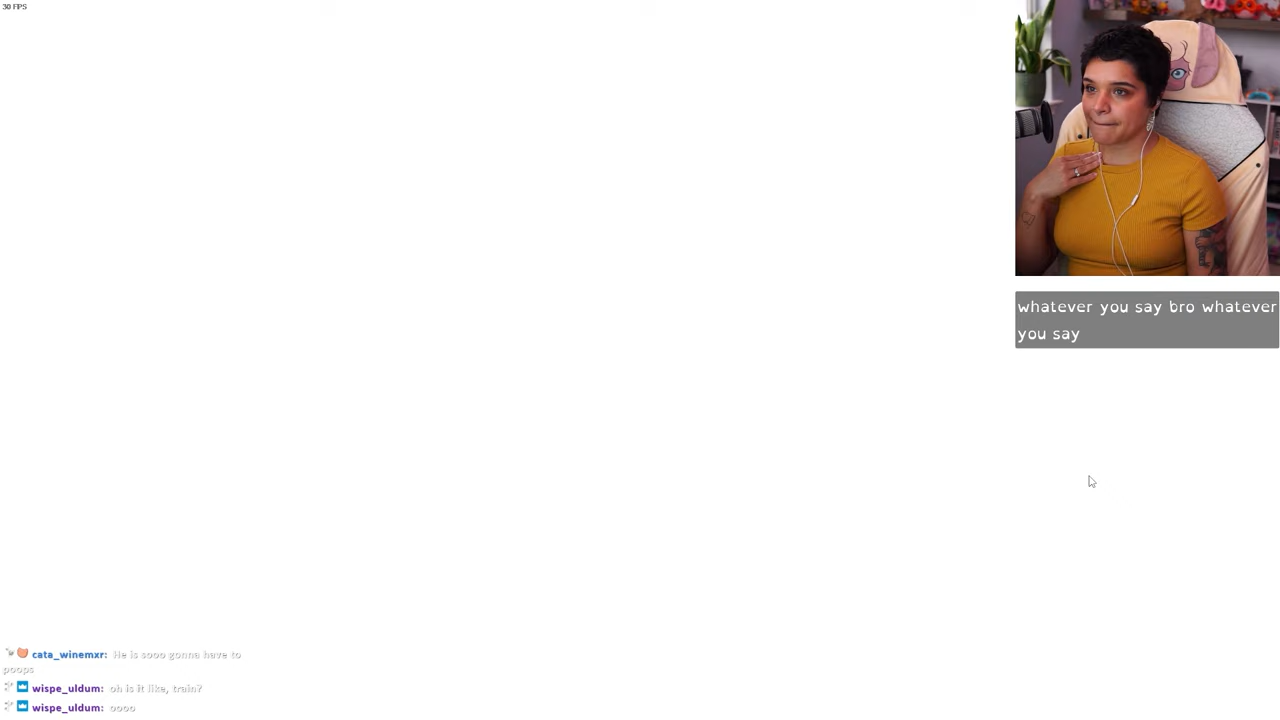 30 FPS
whatever you say bro whatever
you say
cata_winemxr: He is sooo gonna have to
poops
wispe_uldum: oh is it like, train?
wispe_uldum: oooo